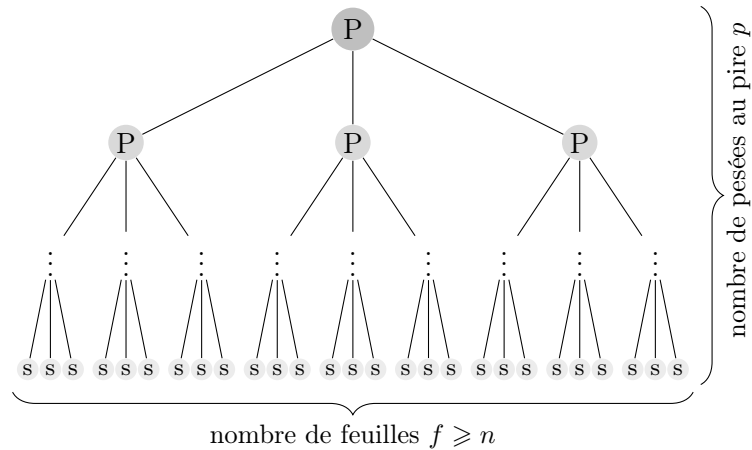 P
P P P
⋮ ⋮ ⋮ ⋮ ⋮ ⋮ ⋮ ⋮ ⋮
s s s s s s s s s s s s s s s s s s s s s s s s s s s
nombre de feuilles f ⩾ n
nombre de pesées au pire p